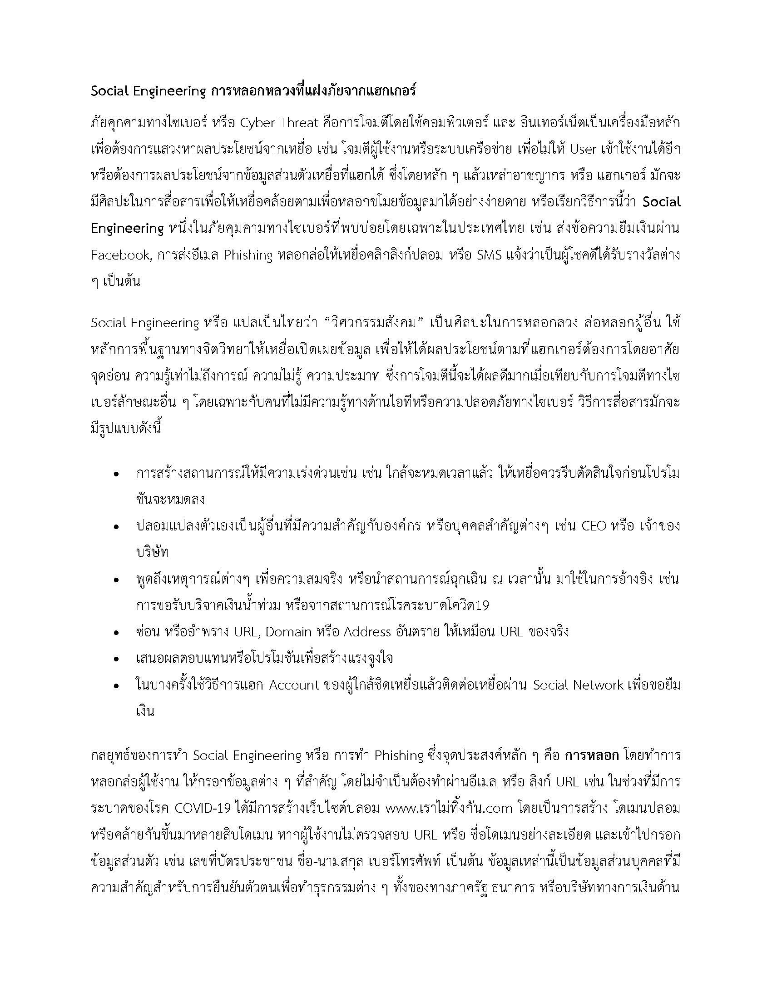 Social Engineering การหลอกหลวงที่แฝงภัยจากแฮกเกอร์
ภัยคุกคามทางไซเบอร์ หรือ Cyber Threat คือการโจมตีโดยใช้คอมพิวเตอร์ และ อินเทอร์เน็ตเป็นเครื่องมือหลัก
เพื่อต้องการแสวงหาผลประโยชน์จากเหยื่อ เช่น โจมตีผู้ใช้งานหรือระบบเครือข่าย เพื่อไม่ให้ User เข้าใช้งานได้อีก
หรือต้องการผลประโยชน์จากข้อมูลส่วนตัวเหยื่อที่แฮกได้ ซึ่งโดยหลัก ๆ แล้วเหล่าอาชญากร หรือ แฮกเกอร์ มักจะ
มีศิลปะในการสื่อสารเพื่อให้เหยื่อคล้อยตามเพื่อหลอกขโมยข้อมูลมาได้อย่างง่ายดาย หรือเรียกวิธีการนี้ว่า Social
Engineering หนึ่งในภัยคุมคามทางไซเบอร์ที่พบบ่อยโดยเฉพาะในประเทศไทย เช่น ส่งข้อความยืมเงินผ่าน
Facebook, การส่งอีเมล Phishing หลอกล่อให้เหยื่อคลิกลิงก์ปลอม หรือ SMS แจ้งว่าเป็นผู้โชคดีได้รับรางวัลต่าง
ๆ เป็นต้น
Social Engineering หรือ แปลเป็นไทยว่า “วิศวกรรมสังคม” เป็นศิลปะในการหลอกลวง ล่อหลอกผู้อื่น ใช้
หลักการพื้นฐานทางจิตวิทยาให้เหยื่อเปิดเผยข้อมูล เพื่อให้ได้ผลประโยชน์ตามที่แฮกเกอร์ต้องการโดยอาศัย
จุดอ่อน ความรู้เท่าไม่ถึงการณ์ ความไม่รู้ ความประมาท ซึ่งการโจมตีนี้จะได้ผลดีมากเมื่อเทียบกับการโจมตีทางไซ
เบอร์ลักษณะอื่น ๆ โดยเฉพาะกับคนที่ไม่มีความรู้ทางด้านไอทีหรือความปลอดภัยทางไซเบอร์ วิธีการสื่อสารมักจะ
มีรูปแบบดังนี้
• การสร้างสถานการณ์ให้มีความเร่งด่วนเช่น เช่น ใกล้จะหมดเวลาแล้ว ให้เหยื่อควรรีบตัดสินใจก่อนโปรโม
ชันจะหมดลง
• ปลอมแปลงตัวเองเป็นผู้อื่นที่มีความสำคัญกับองค์กร หรือบุคคลสำคัญต่างๆ เช่น CEO หรือ เจ้าของ
บริษัท
• พูดถึงเหตุการณ์ต่างๆ เพื่อความสมจริง หรือนำสถานการณ์ฉุกเฉิน ณ เวลานั้น มาใช้ในการอ้างอิง เช่น
การขอรับบริจาคเงินน้ำท่วม หรือจากสถานการณ์โรคระบาดโควิด19
• ซ่อน หรืออำพราง URL, Domain หรือ Address อันตราย ให้เหมือน URL ของจริง
• เสนอผลตอบแทนหรือโปรโมชันเพื่อสร้างแรงจูงใจ
• ในบางครั้งใช้วิธีการแฮก Account ของผู้ใกล้ชิดเหยื่อแล้วติดต่อเหยื่อผ่าน Social Network เพื่อขอยืม
เงิน
กลยุทธ์ของการทำ Social Engineering หรือ การทำ Phishing ซึ่งจุดประสงค์หลัก ๆ คือ การหลอก โดยทำการ
หลอกล่อผู้ใช้งาน ให้กรอกข้อมูลต่าง ๆ ที่สำคัญ โดยไม่จำเป็นต้องทำผ่านอีเมล หรือ ลิงก์ URL เช่น ในช่วงที่มีการ
ระบาดของโรค COVID-19 ได้มีการสร้างเว็ปไซต์ปลอม www.เราไม่ทิ้งกัน.com โดยเป็นการสร้าง โดเมนปลอม
หรือคล้ายกันขึ้นมาหลายสิบโดเมน หากผู้ใช้งานไม่ตรวจสอบ URL หรือ ชื่อโดเมนอย่างละเอียด และเข้าไปกรอก
ข้อมูลส่วนตัว เช่น เลขที่บัตรประชาชน ชื่อ-นามสกุล เบอร์โทรศัพท์ เป็นต้น ข้อมูลเหล่านี้เป็นข้อมูลส่วนบุคคลที่มี
ความสำคัญสำหรับการยืนยันตัวตนเพื่อทำธุรกรรมต่าง ๆ ทั้งของทางภาครัฐ ธนาคาร หรือบริษัททางการเงินด้าน